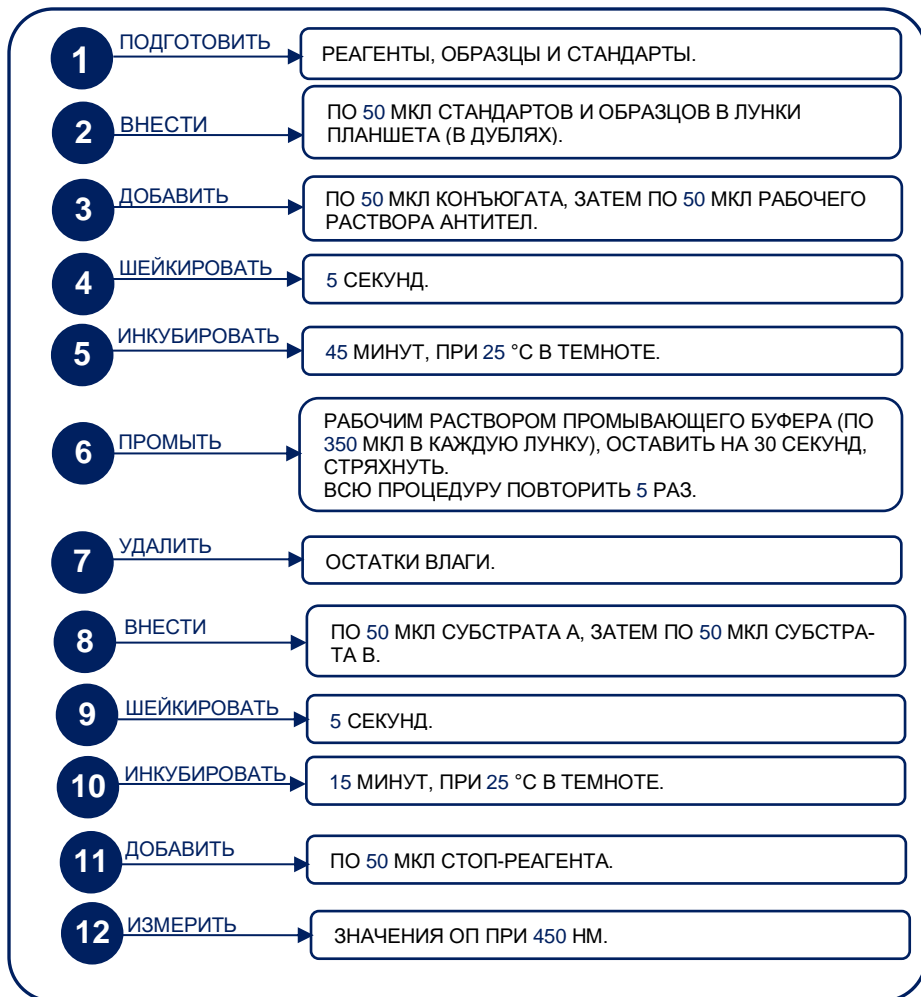 1 ПОДГОТОВИТЬ РЕАГЕНТЫ, ОБРАЗЦЫ И СТАНДАРТЫ.
2 ВНЕСТИ ПО 50 МКЛ СТАНДАРТОВ И ОБРАЗЦОВ В ЛУНКИ
ПЛАНШЕТА (В ДУБЛЯХ).
3 ДОБАВИТЬ ПО 50 МКЛ КОНЪЮГАТА, ЗАТЕМ ПО 50 МКЛ РАБОЧЕГО
РАСТВОРА АНТИТЕЛ.
4 ШЕЙКИРОВАТЬ 5 СЕКУНД.
5 ИНКУБИРОВАТЬ 45 МИНУТ, ПРИ 25 °С В ТЕМНОТЕ.
6 ПРОМЫТЬ РАБОЧИМ РАСТВОРОМ ПРОМЫВАЮЩЕГО БУФЕРА (ПО
350 МКЛ В КАЖДУЮ ЛУНКУ), ОСТАВИТЬ НА 30 СЕКУНД,
СТРЯХНУТЬ.
ВСЮ ПРОЦЕДУРУ ПОВТОРИТЬ 5 РАЗ.
7 УДАЛИТЬ ОСТАТКИ ВЛАГИ.
8 ВНЕСТИ ПО 50 МКЛ СУБСТРАТА А, ЗАТЕМ ПО 50 МКЛ СУБСТРА-
ТА В.
9 ШЕЙКИРОВАТЬ 5 СЕКУНД.
10 ИНКУБИРОВАТЬ 15 МИНУТ, ПРИ 25 °С В ТЕМНОТЕ.
11 ДОБАВИТЬ ПО 50 МКЛ СТОП-РЕАГЕНТА.
12 ИЗМЕРИТЬ ЗНАЧЕНИЯ ОП ПРИ 450 НМ.